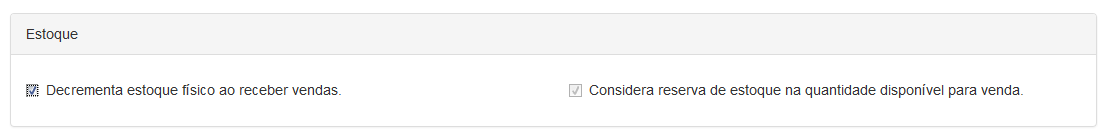 Estoque
Decrementa estoque físico ao receber vendas.
Considera reserva de estoque na quantidade disponível para venda.